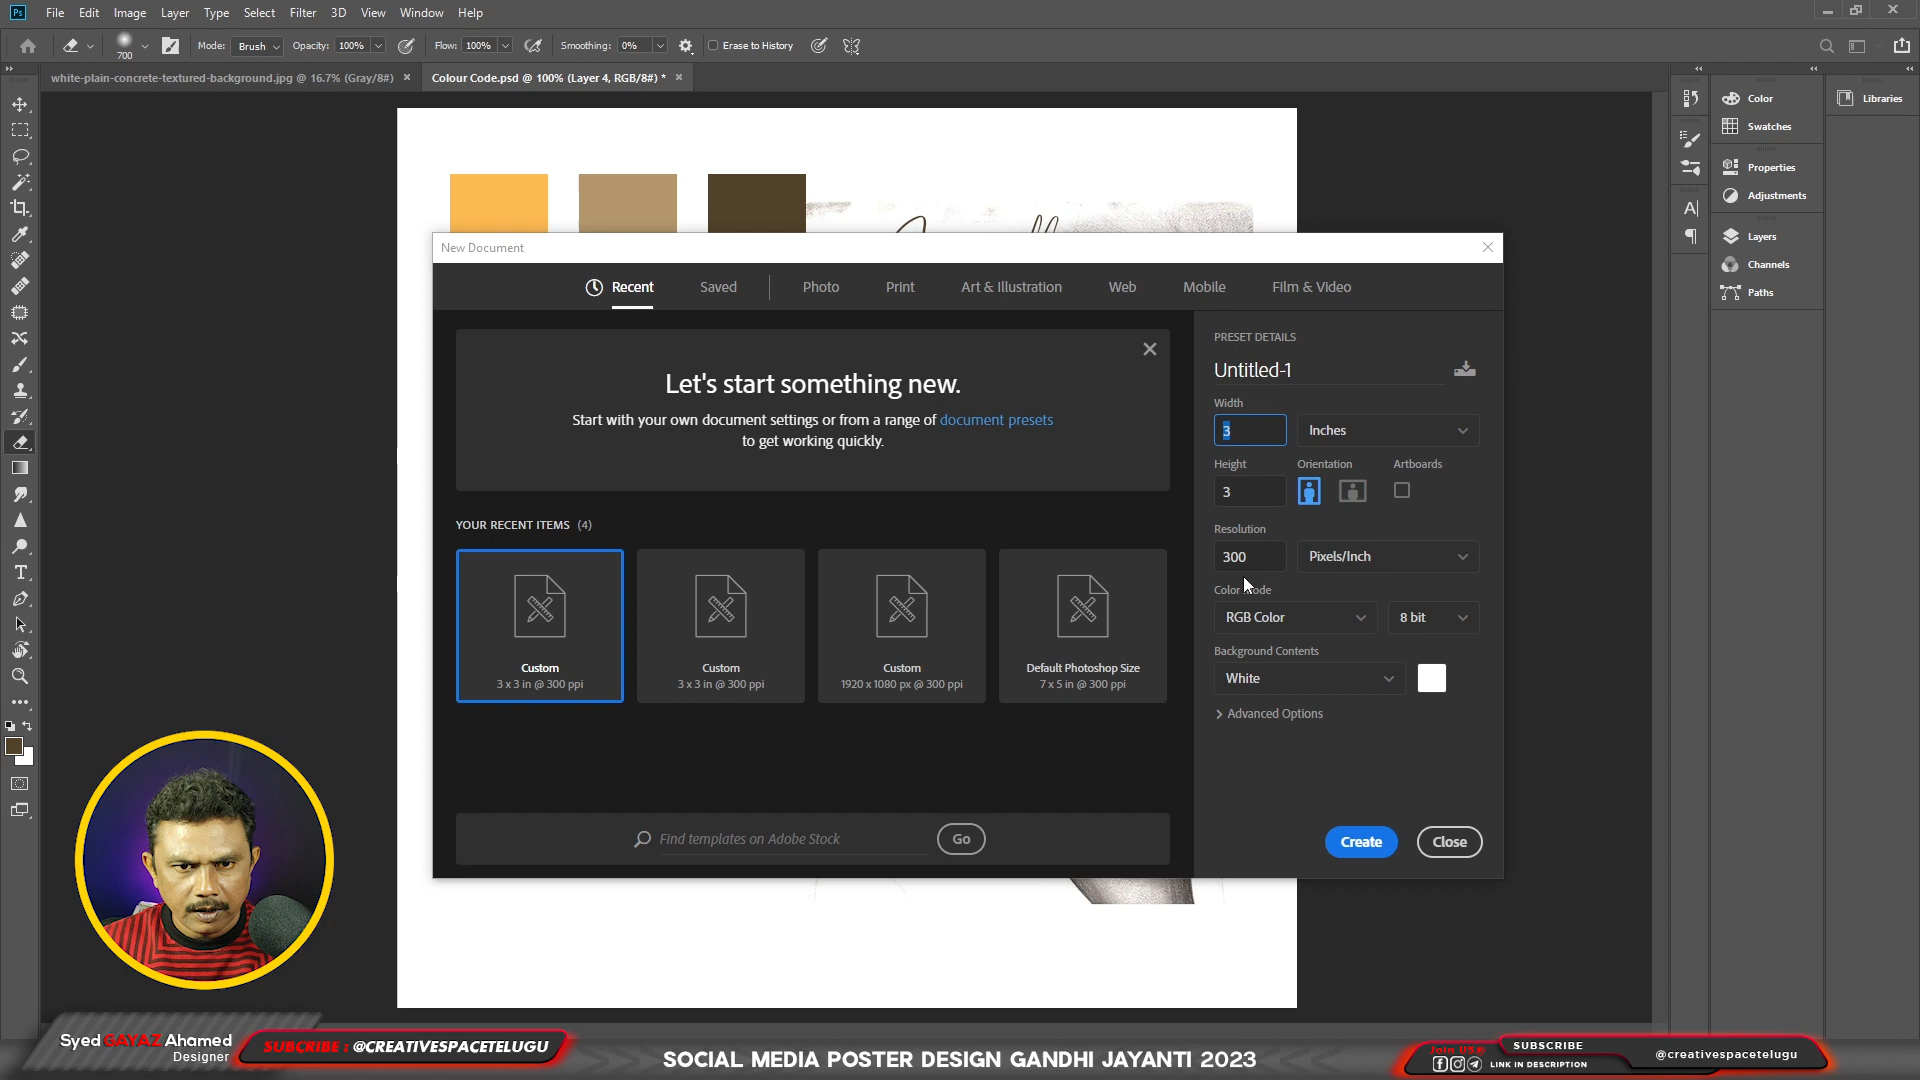 Ps File Edit Image Layer Type Select Filter 3D View Window Help
700 Mode: Brush Opacity: 100% Flow: 100% Smoothing: 0% Erase to History
white-plain-concrete-textured-background.jpg @ 16.7% (Gray/8#) × Colour Code.psd @ 100% (Layer 4, RGB/8#) * ×
Color
Swatches
Properties
Adjustments
Layers
Channels
Paths
Libraries
New Document
Recent Saved Photo Print Art & Illustration Web Mobile Film & Video
Let's start something new.
Start with your own document settings or from a range of document presets
to get working quickly.
YOUR RECENT ITEMS (4)
Custom
3 x 3 in @ 300 ppi
Custom
3 x 3 in @ 300 ppi
Custom
1920 x 1080 px @ 300 ppi
Default Photoshop Size
7 x 5 in @ 300 ppi
Find templates on Adobe Stock Go
PRESET DETAILS
Untitled-1
Width
3 Inches
Height Orientation Artboards
3
Resolution
300 Pixels/Inch
Color Mode
RGB Color 8 bit
Background Contents
White
Advanced Options
Create Close
Syed GAYAZ Ahamed
Designer
SUBCRIBE : @CREATIVESPACETELUGU
SOCIAL MEDIA POSTER DESIGN GANDHI JAYANTI 2023
Join US@
SUBSCRIBE
LINK IN DESCRIPTION
@creativespacetelugu